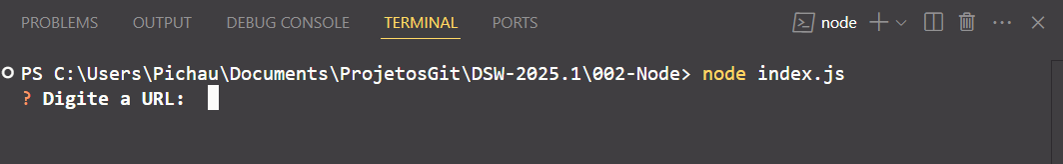 PROBLEMS OUTPUT DEBUG CONSOLE TERMINAL PORTS node
PS C:\Users\Pichau\Documents\ProjetosGit\DSW-2025.1\002-Node> node index.js
? Digite a URL: